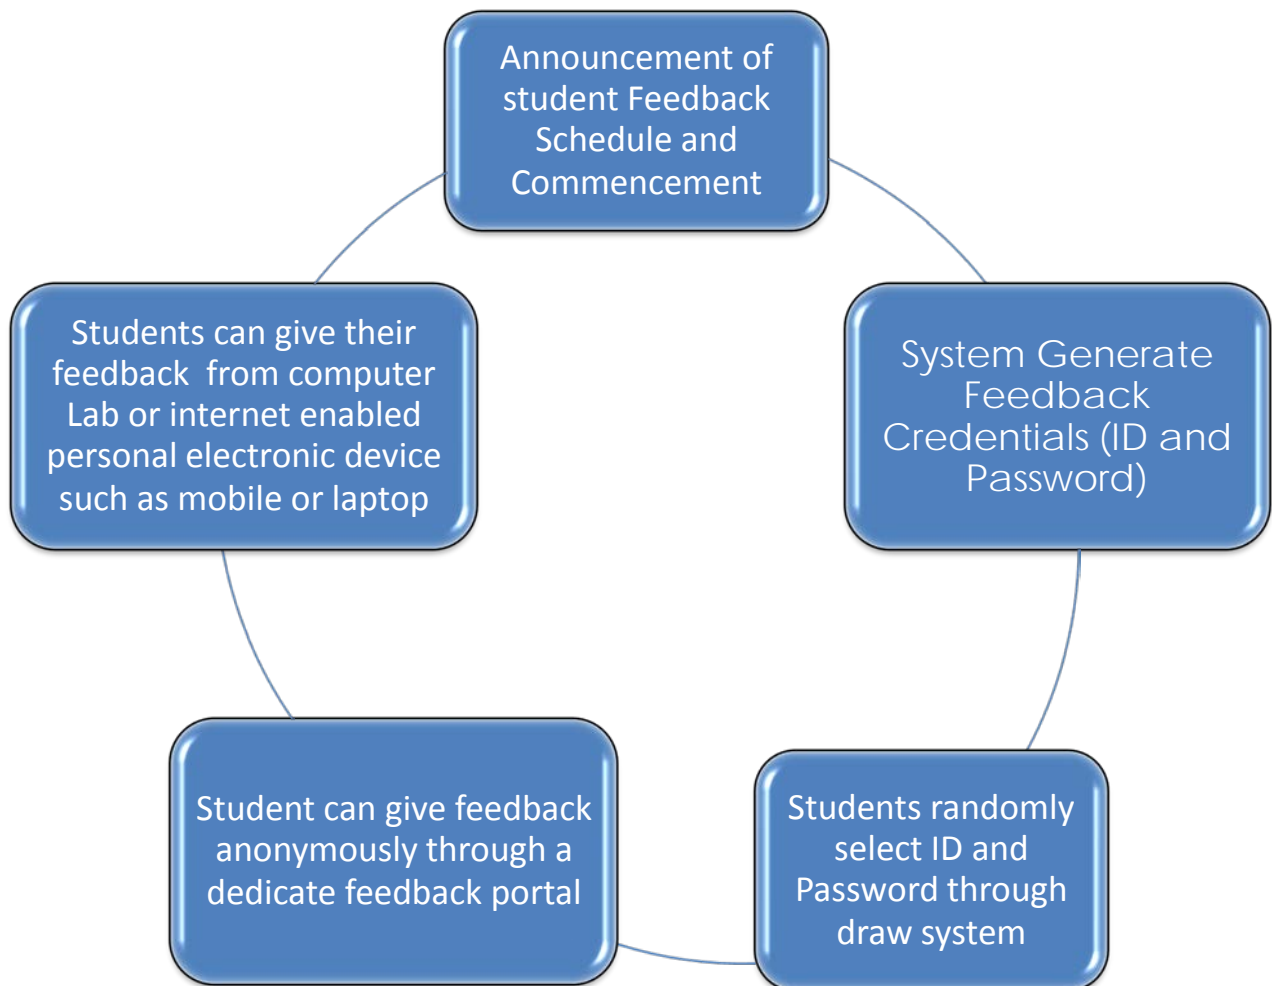 Announcement of
student Feedback
Schedule and
Commencement
System Generate
Feedback
Credentials (ID and
Password)
Students randomly
select ID and
Password through
draw system
Student can give feedback
anonymously through a
dedicate feedback portal
Students can give their
feedback  from computer
Lab or internet enabled
personal electronic device
such as mobile or laptop